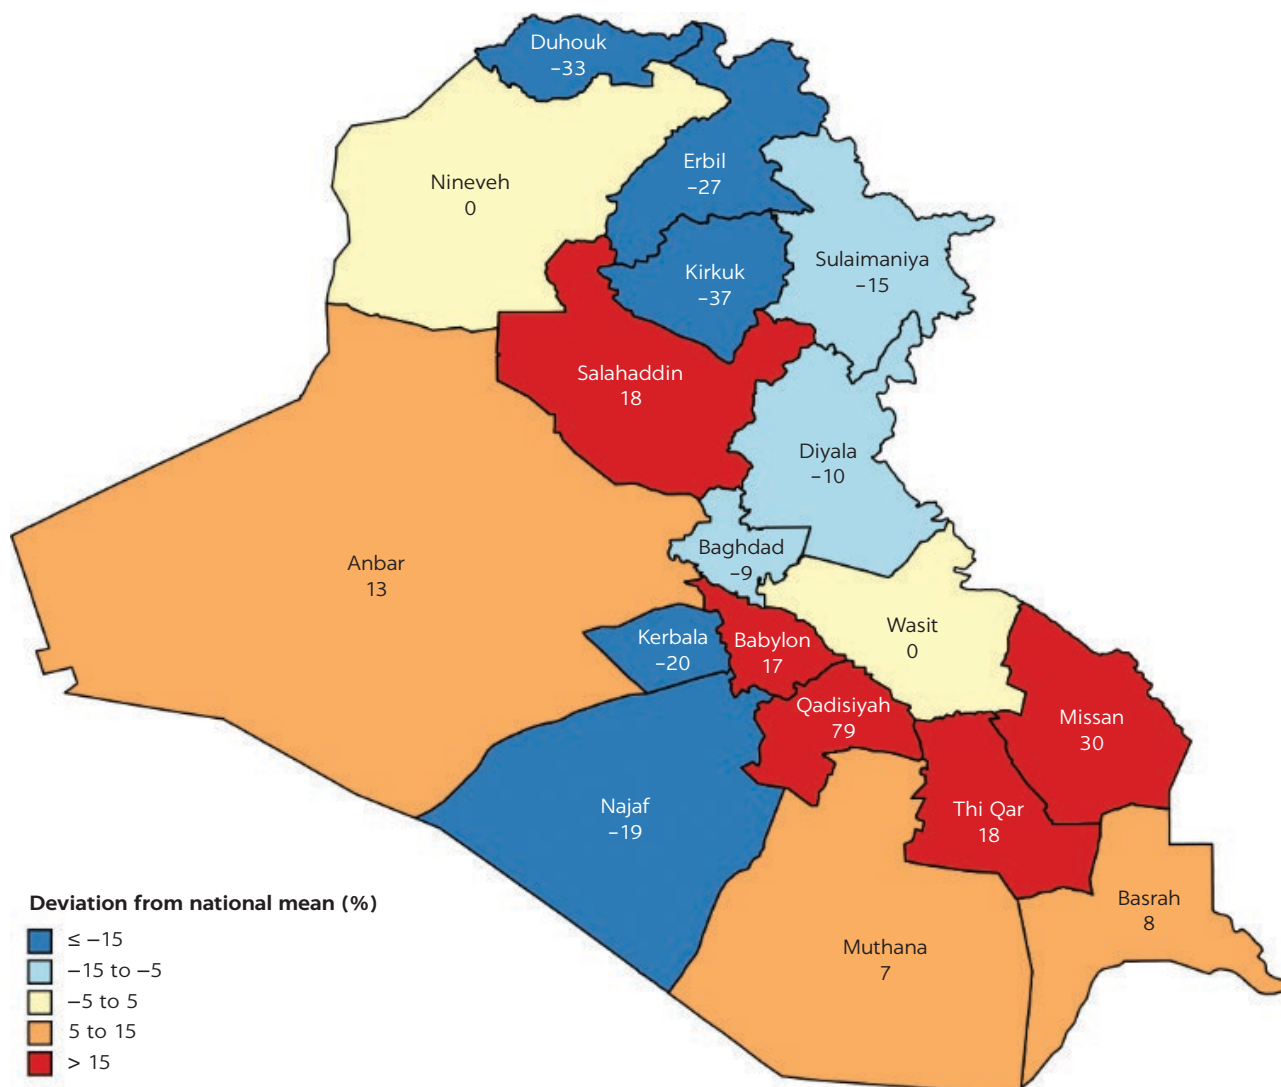 Duhouk
−33
Erbil
−27
Nineveh
0
Sulaimaniya
−15
Kirkuk
−37
Salahaddin
18
Diyala
−10
Baghdad
−9
Anbar
13
Wasit
0
Kerbala
−20
Babylon
17
Qadisiyah
79
Missan
30
Najaf
−19
Thi Qar
18
Basrah
8
Muthana
7
Deviation from national mean (%)
≤ −15
−15 to −5
−5 to 5
5 to 15
> 15